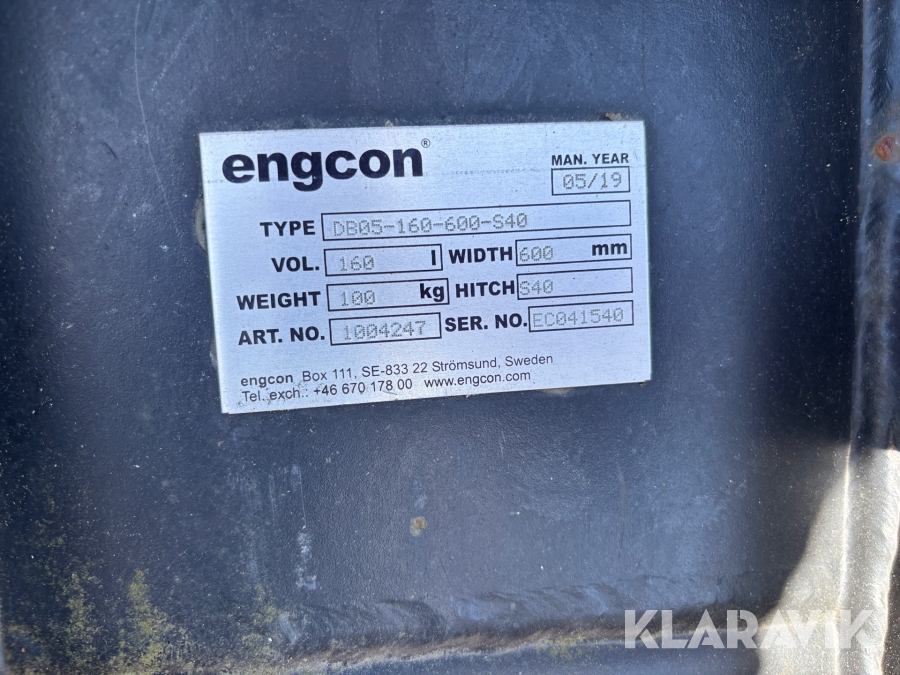 engcon®
MAN. YEAR
05/19
TYPE DB05-160-600-S40
VOL. 160 l WIDTH 600 mm
WEIGHT 100 kg HITCH S40
ART. NO. 1004247 SER. NO. EC041540
engcon Box 111, SE-833 22 Strömsund, Sweden
Tel. exch.: +46 670 178 00 www.engcon.com
KLARAVIK